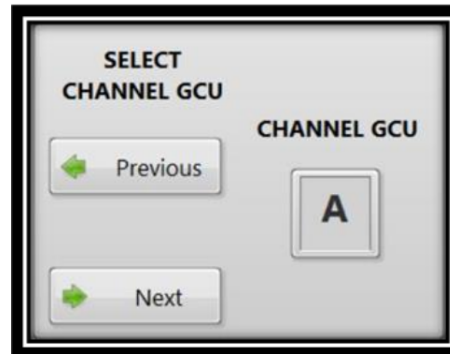 SELECT
CHANNEL GCU
Previous
Next
CHANNEL GCU
A